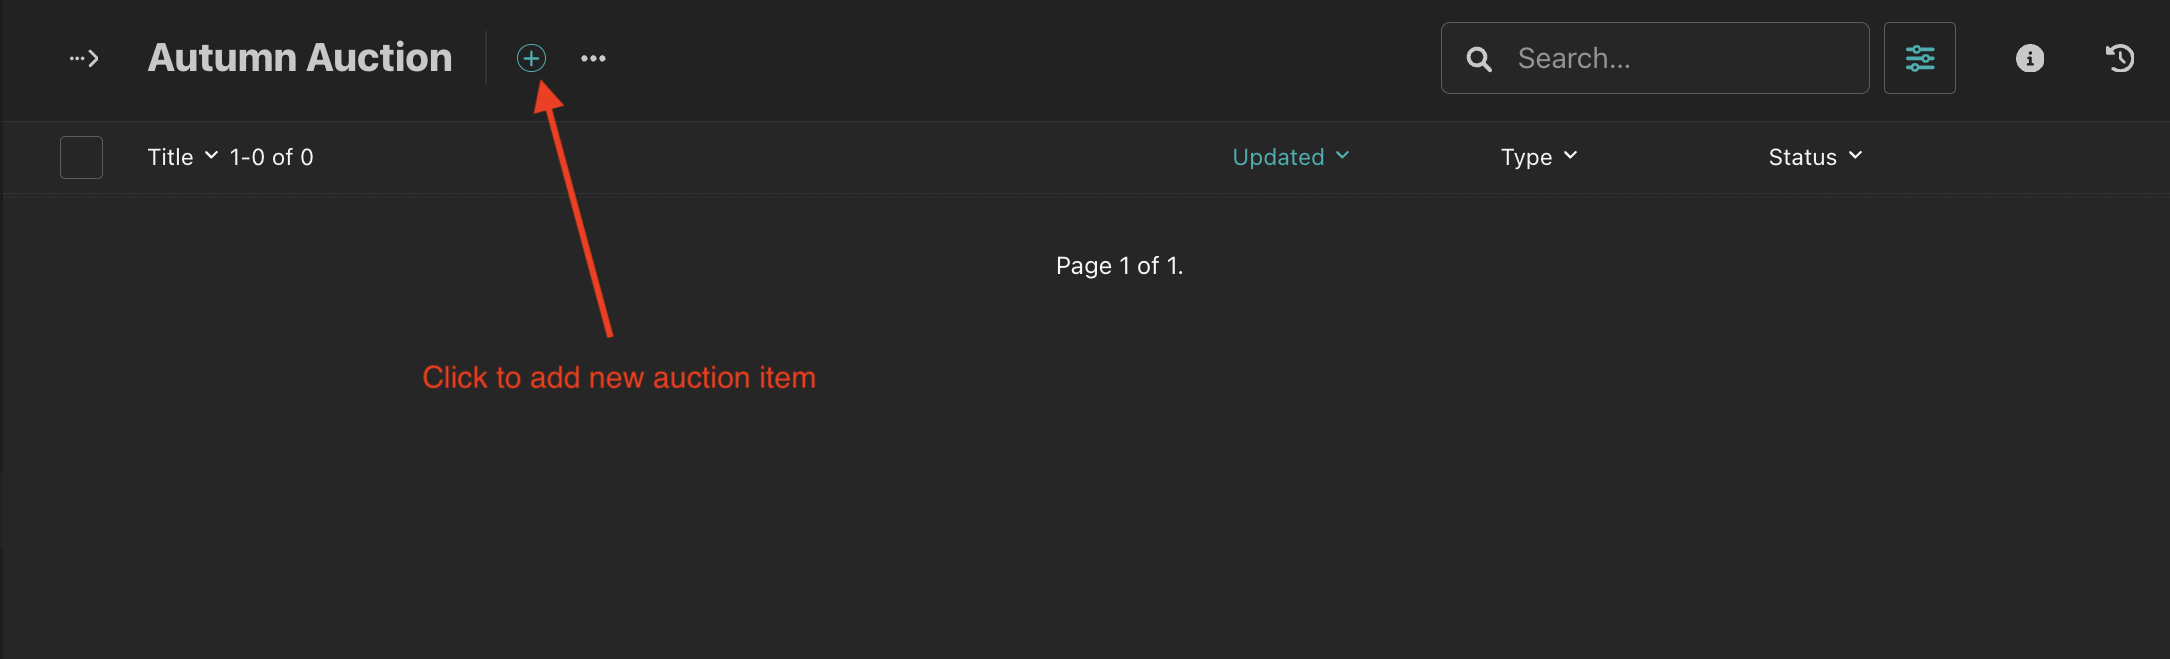 Autumn Auction
Search...
Title 1-0 of 0 Updated Type Status
Page 1 of 1.
Click to add new auction item